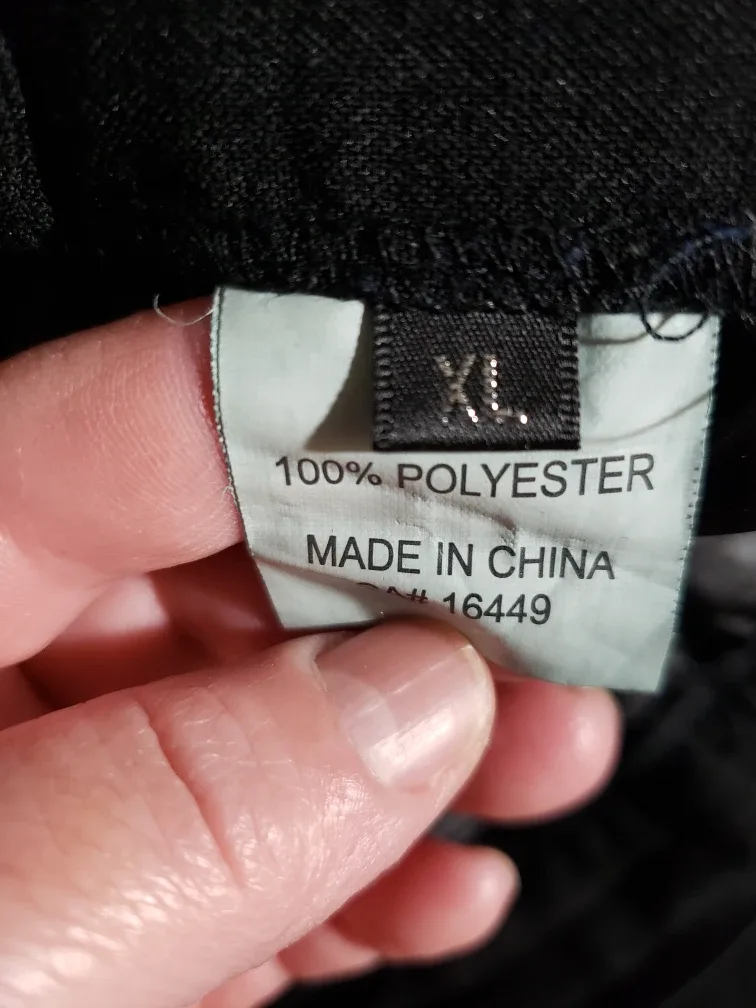 XL
100% POLYESTER
MADE IN CHINA
16449